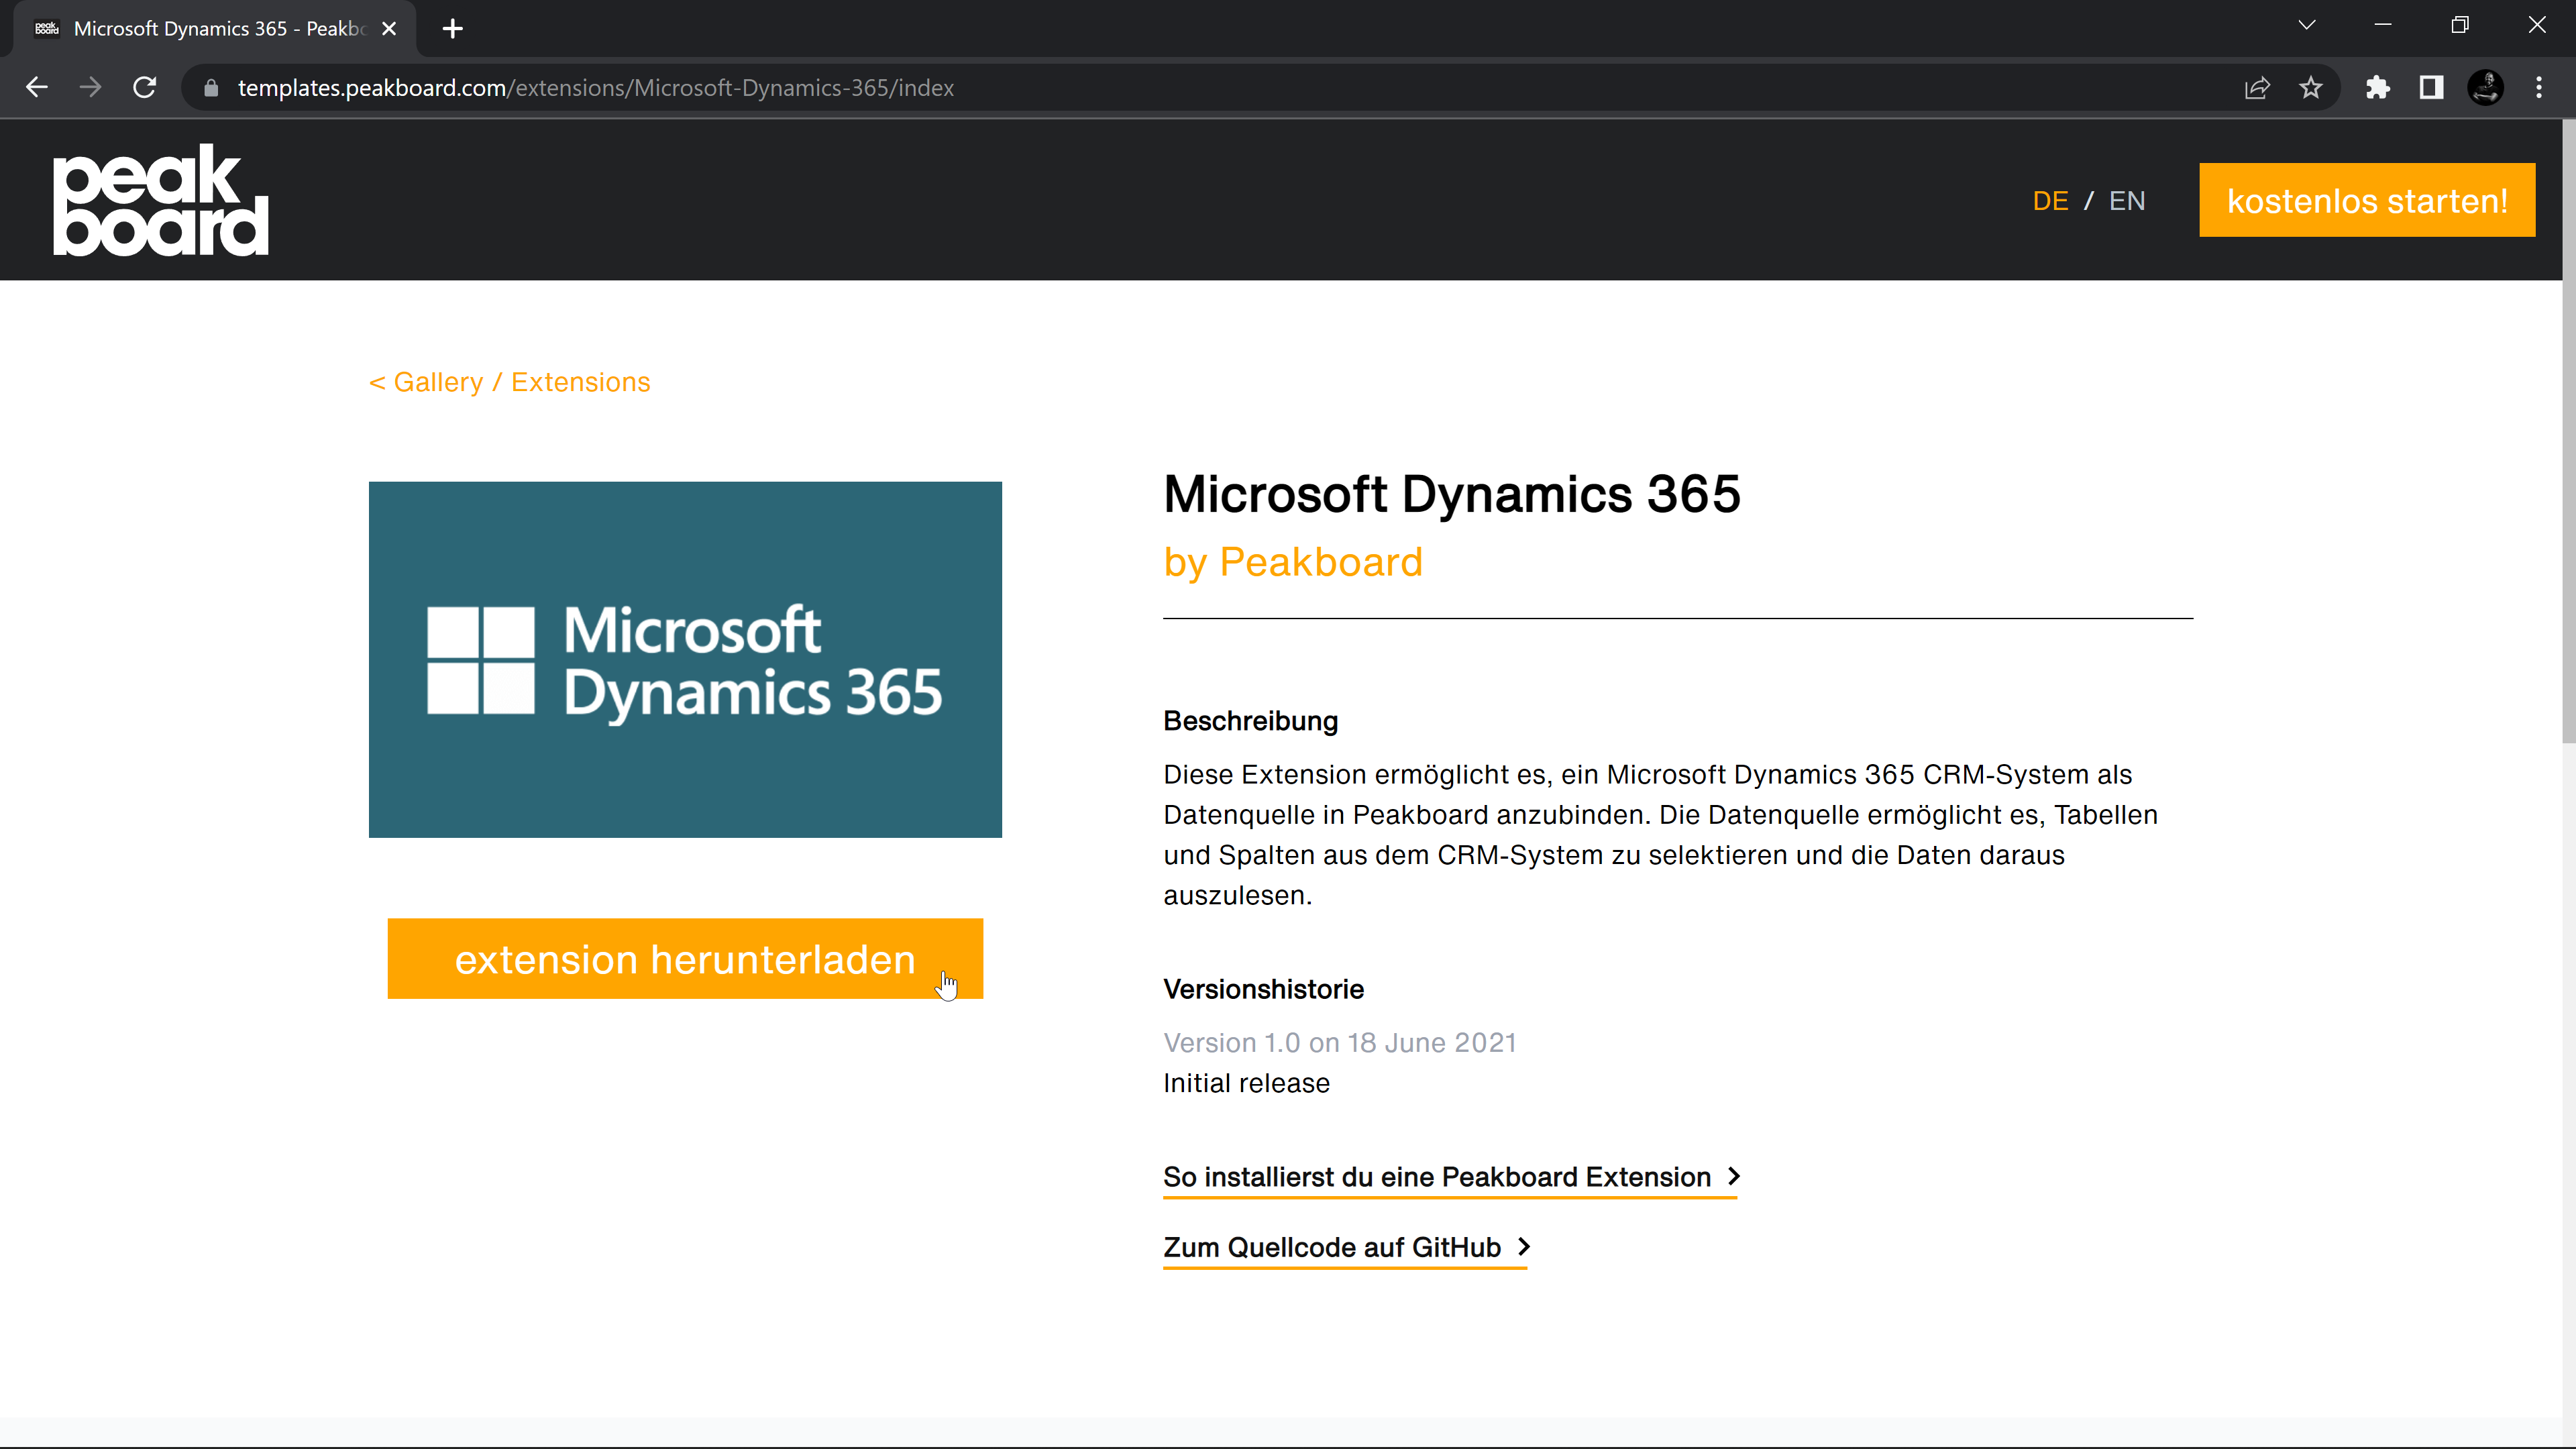 peak board
Microsoft Dynamics 365 - Peakbo
templates.peakboard.com/extensions/Microsoft-Dynamics-365/index
peak
board
DE / EN
kostenlos starten!
< Gallery / Extensions
Microsoft
Dynamics 365
extension herunterladen
Microsoft Dynamics 365
by Peakboard
Beschreibung
Diese Extension ermöglicht es, ein Microsoft Dynamics 365 CRM-System als
Datenquelle in Peakboard anzubinden. Die Datenquelle ermöglicht es, Tabellen
und Spalten aus dem CRM-System zu selektieren und die Daten daraus
auszulesen.
Versionshistorie
Version 1.0 on 18 June 2021
Initial release
So installierst du eine Peakboard Extension >
Zum Quellcode auf GitHub >